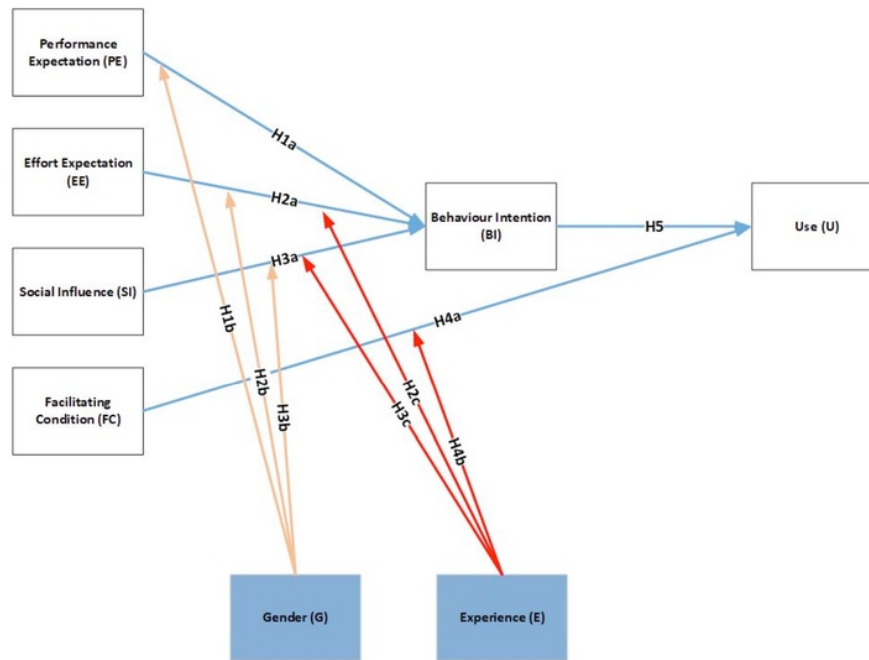 Performance
Expectation (PE)
H1a
Effort Expectation
(EE)
H2a
Behaviour Intention
(BI)
H5
Use (U)
Social Influence (SI)
H3a
H1b
H4a
Facilitating
Condition (FC)
H2b
H3b
H2c
H3c
H4b
Gender (G)
Experience (E)